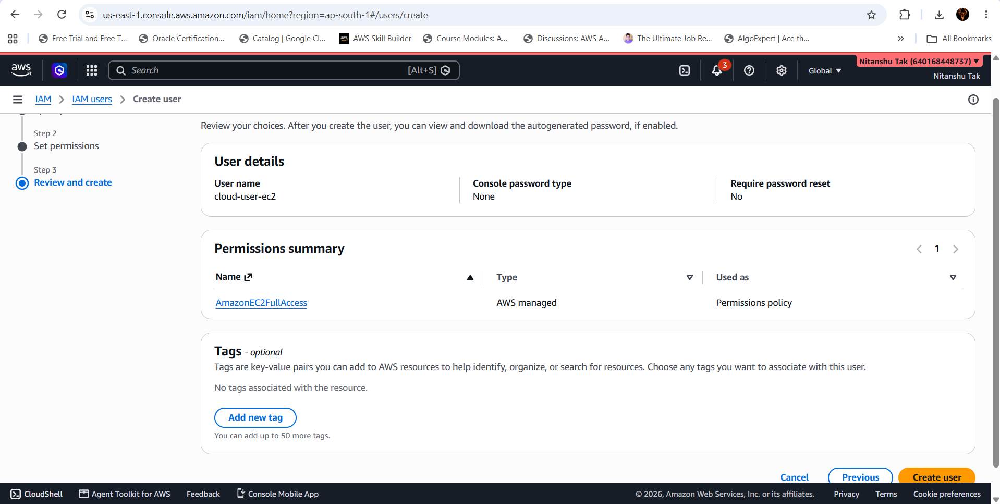 us-east-1.console.aws.amazon.com/iam/home?region=ap-south-1#/users/create
Free Trial and Free T... Oracle Certification... Catalog | Google Cl... aws AWS Skill Builder Course Modules: A... Discussions: AWS A... The Ultimate Job Re... AlgoExpert | Ace th... » All Bookmarks
aws Search [Alt+S] 3 Global Nitanshu Tak (640168448737)
Nitanshu Tak
IAM IAM users Create user
Step 2
Set permissions
Step 3
Review and create
Review your choices. After you create the user, you can view and download the autogenerated password, if enabled.
User details
User name Console password type Require password reset
cloud-user-ec2 None No
Permissions summary 1
Name Type Used as
AmazonEC2FullAccess AWS managed Permissions policy
Tags - optional
Tags are key-value pairs you can add to AWS resources to help identify, organize, or search for resources. Choose any tags you want to associate with this user.
No tags associated with the resource.
Add new tag
You can add up to 50 more tags.
Cancel Previous Create user
CloudShell Agent Toolkit for AWS Feedback Console Mobile App © 2026, Amazon Web Services, Inc. or its affiliates. Privacy Terms Cookie preferences